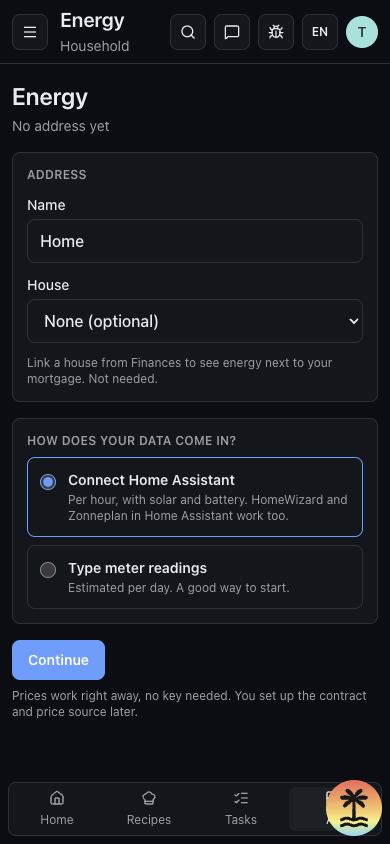 Energy
Household
EN
T
Energy
No address yet
ADDRESS
Name
Home
House
None (optional)
Link a house from Finances to see energy next to your
mortgage. Not needed.
HOW DOES YOUR DATA COME IN?
Connect Home Assistant
Per hour, with solar and battery. HomeWizard and
Zonneplan in Home Assistant work too.
Type meter readings
Estimated per day. A good way to start.
Continue
Prices work right away, no key needed. You set up the contract
and price source later.
Home
Recipes
Tasks